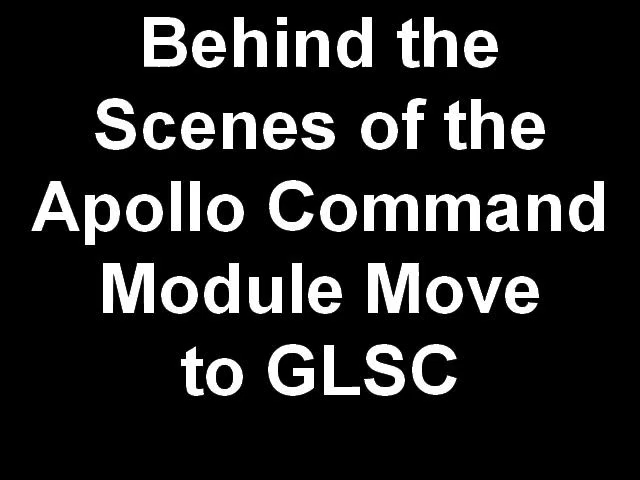 Behind the
Scenes of the
Apollo Command
Module Move
to GLSC